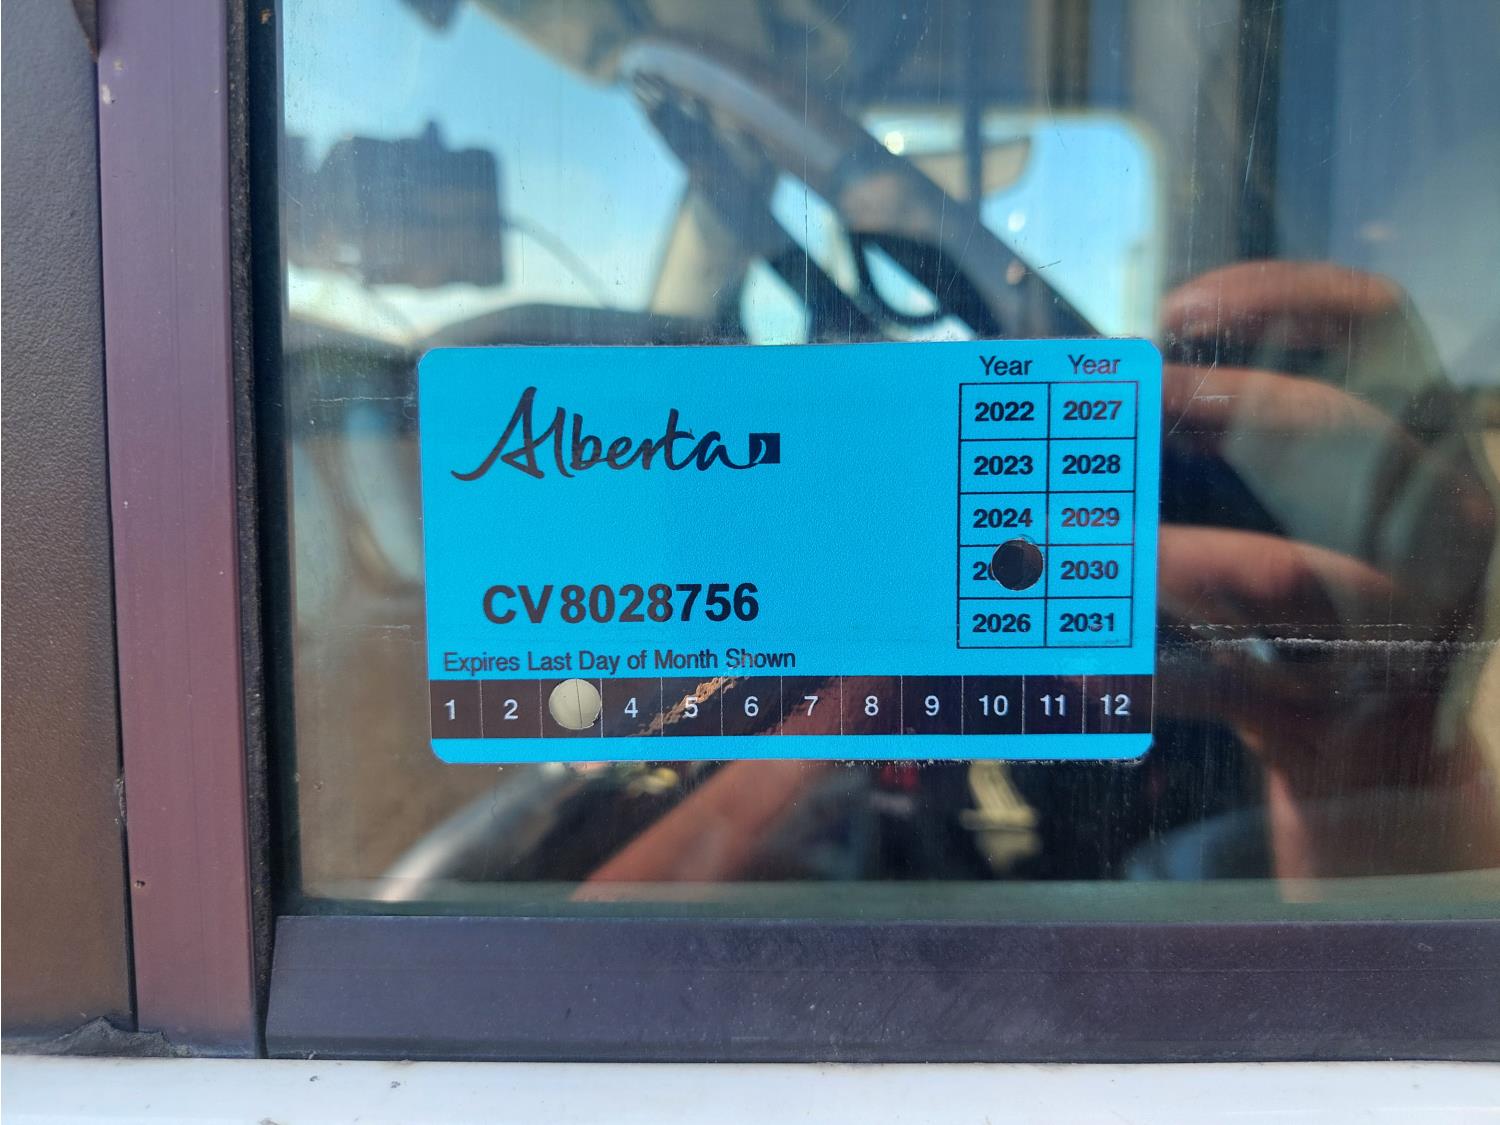 Alberta
Year Year
2022 2027
2023 2028
2024 2029
2030
2026 2031
CV8028756
Expires Last Day of Month Shown
1 2 4 5 6 7 8 9 10 11 12